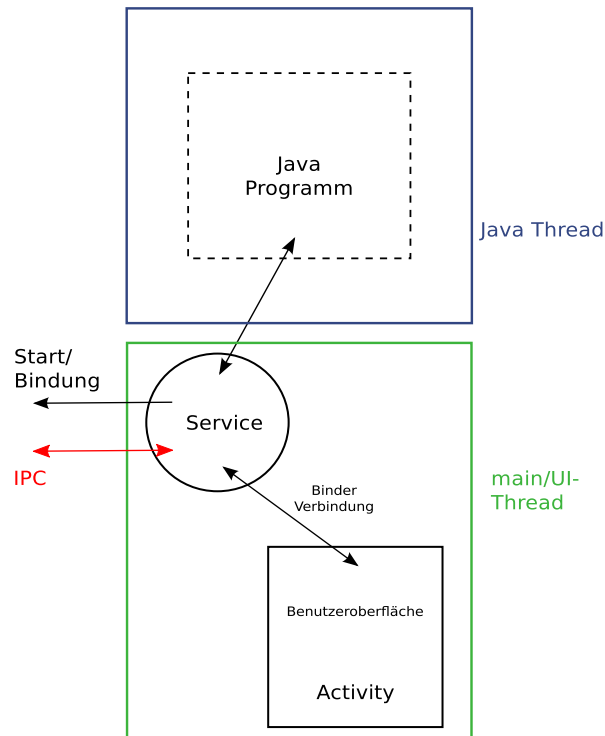 Java
Programm
Java Thread
Start/
Bindung
Service
IPC
Binder
Verbindung
main/UI-
Thread
Benutzeroberfläche
Activity